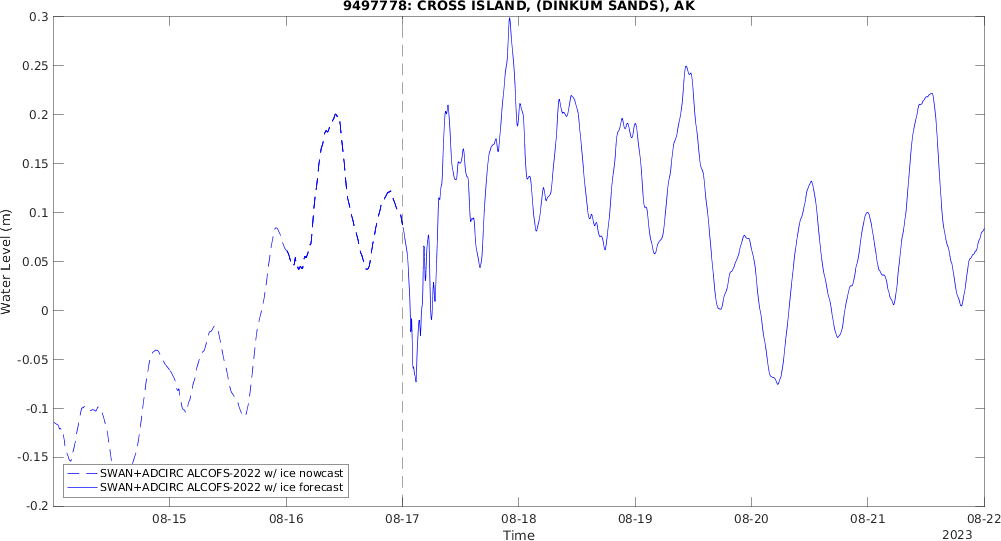 9497778: CROSS ISLAND, (DINKUM SANDS), AK
0.3
0.25
0.2
0.15
0.1
0.05
0
-0.05
-0.1
-0.15
-0.2
Water Level (m)
SWAN+ADCIRC ALCOFS-2022 w/ ice nowcast
SWAN+ADCIRC ALCOFS-2022 w/ ice forecast
08-15 08-16 08-17 08-18 08-19 08-20 08-21 08-22
Time
2023